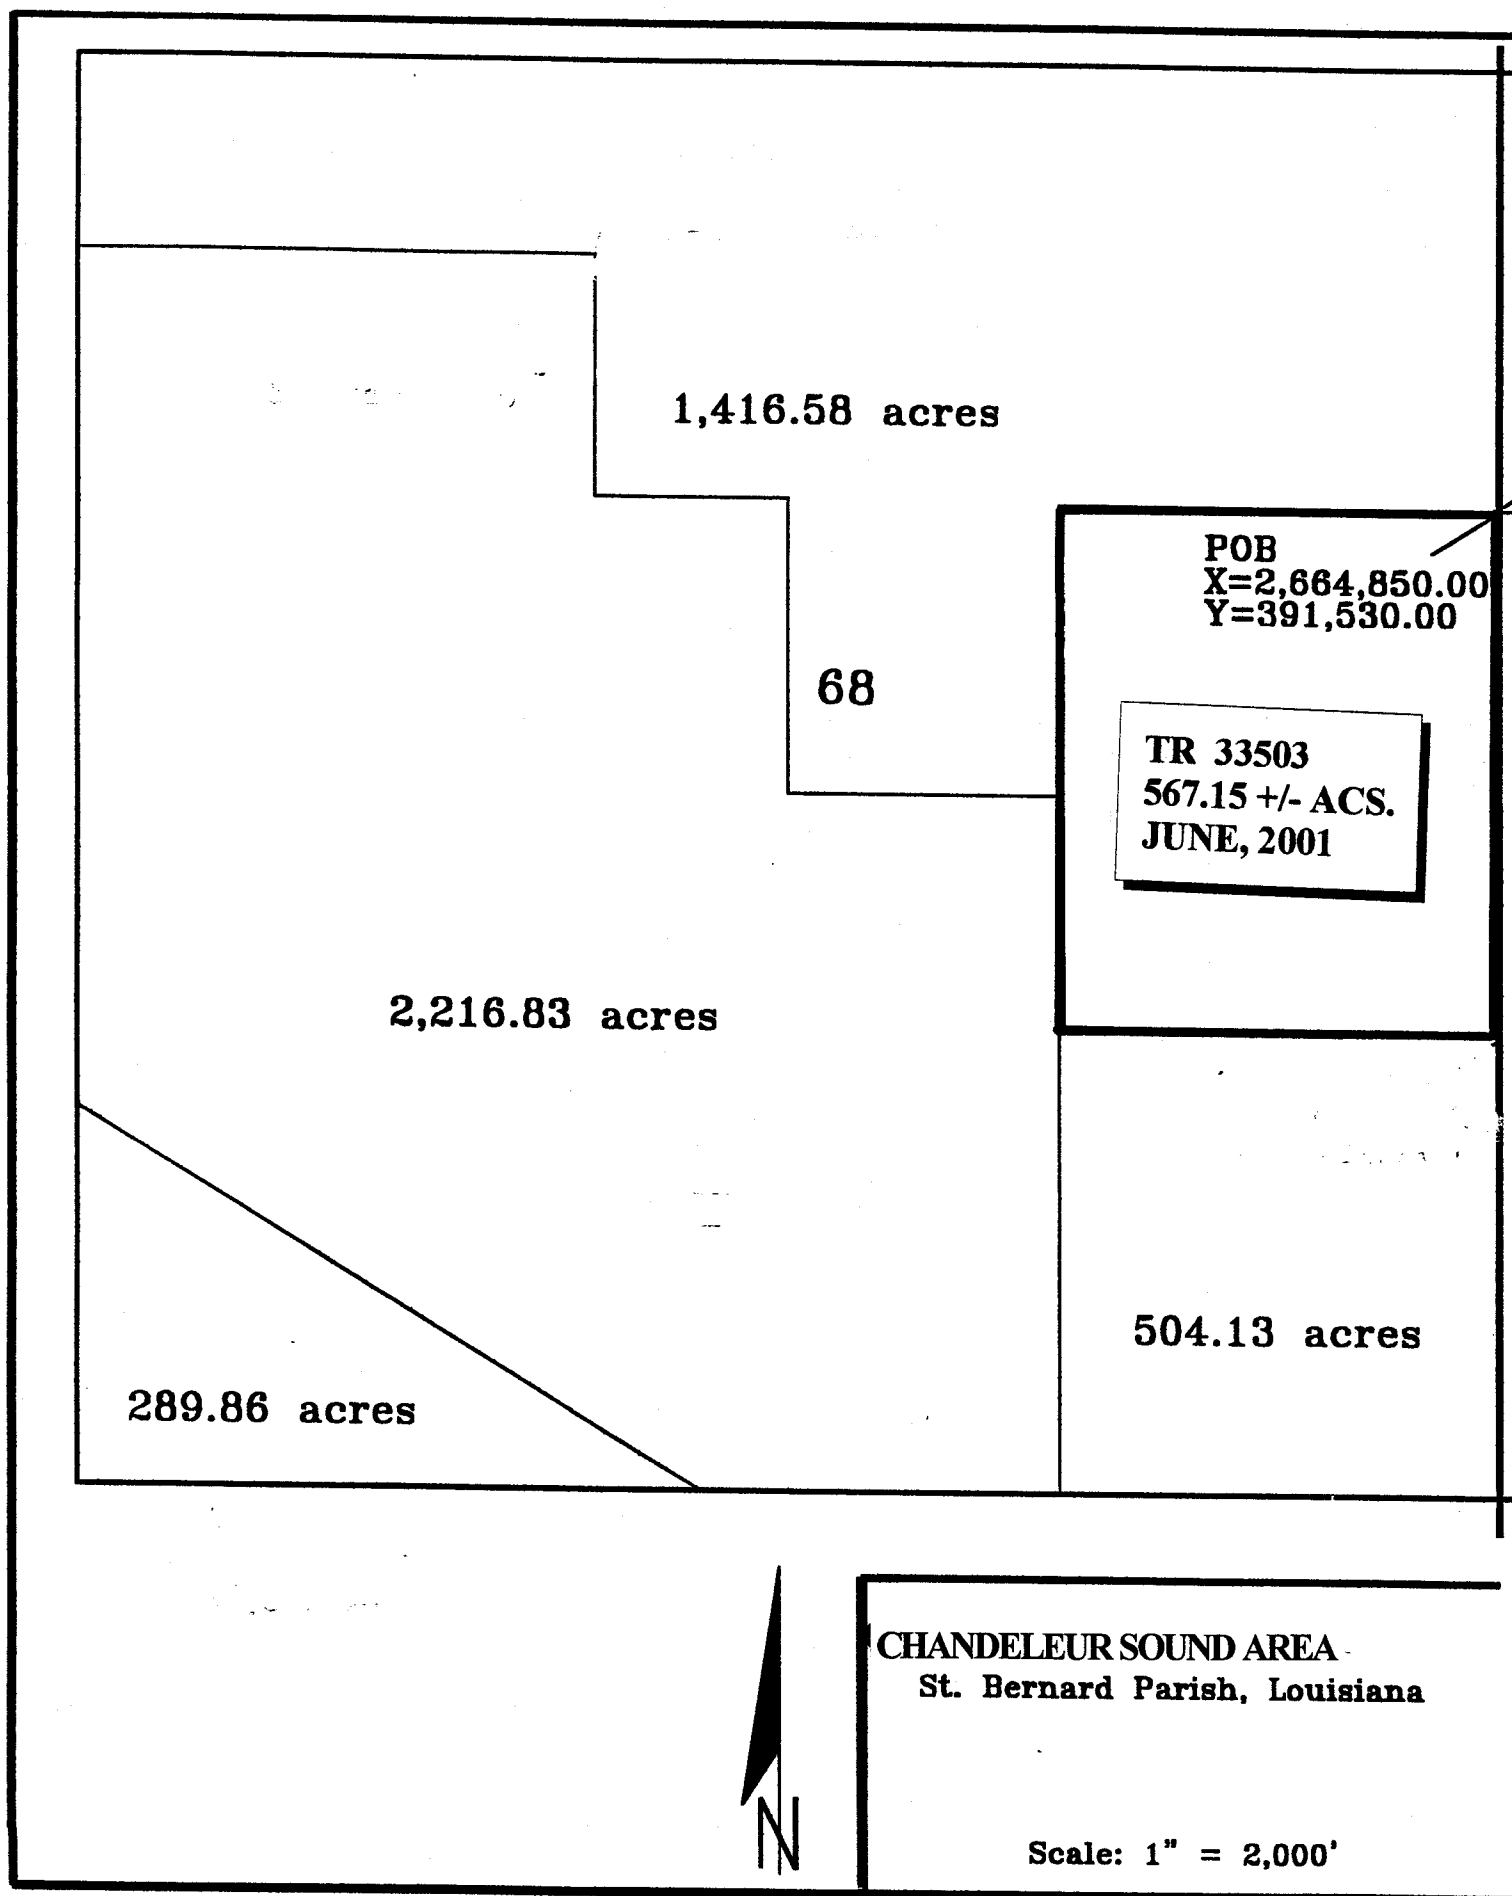 1,416.58 acres
POB
X=2,664,850.00
Y=391,530.00
68
TR 33503
567.15 +/- ACS.
JUNE, 2001
2,216.83 acres
504.13 acres
289.86 acres
N
CHANDELEUR SOUND AREA
St. Bernard Parish, Louisiana
Scale: 1" = 2,000'